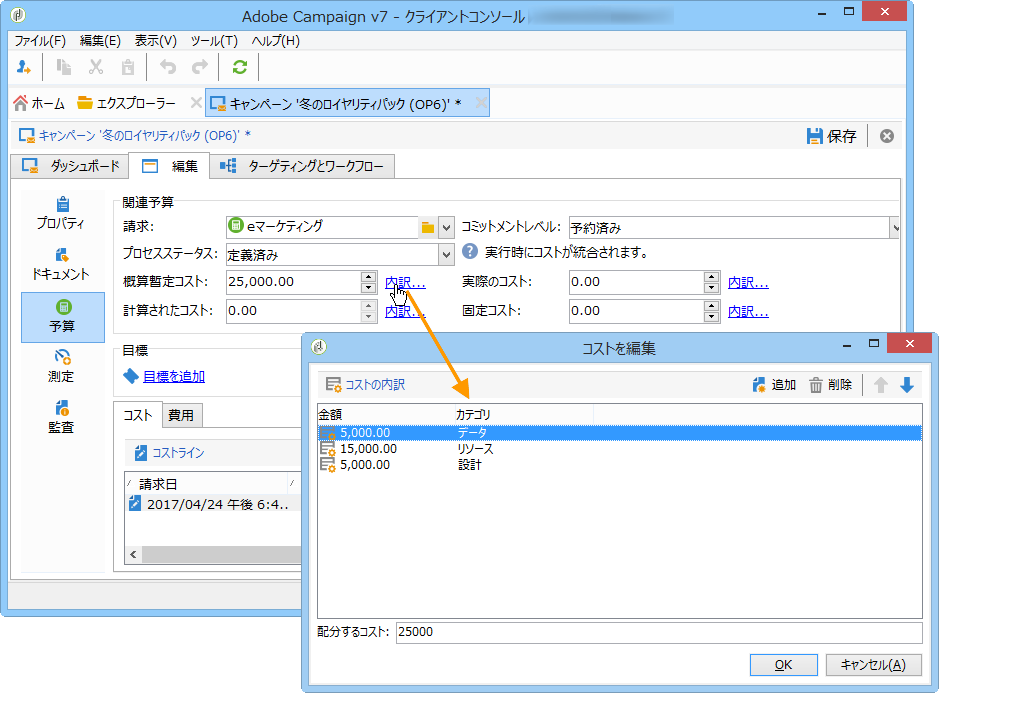 Adobe Campaign v7 - クライアントコンソール
ファイル(F) 編集(E) 表示(V) ツール(T) ヘルプ(H)
ホーム エクスプローラー キャンペーン '冬のロイヤリティパック (OP6)' *
キャンペーン '冬のロイヤリティパック (OP6)' * 保存
ダッシュボード 編集 ターゲティングとワークフロー
プロパティ
ドキュメント
予算
測定
監査
関連予算
請求: eマーケティング コミットメントレベル: 予約済み
プロセスステータス: 定義済み 実行時にコストが統合されます。
概算暫定コスト: 25,000.00 内訳... 実際のコスト: 0.00 内訳...
計算されたコスト: 0.00 内訳... 固定コスト: 0.00 内訳...
目標
目標を追加
コスト 費用
コストライン
請求日
2017/04/24 午後 6:4..
コストを編集
コストの内訳 追加 削除
金額 カテゴリ
5,000.00 データ
15,000.00 リソース
5,000.00 設計
配分するコスト: 25000
OK キャンセル(A)